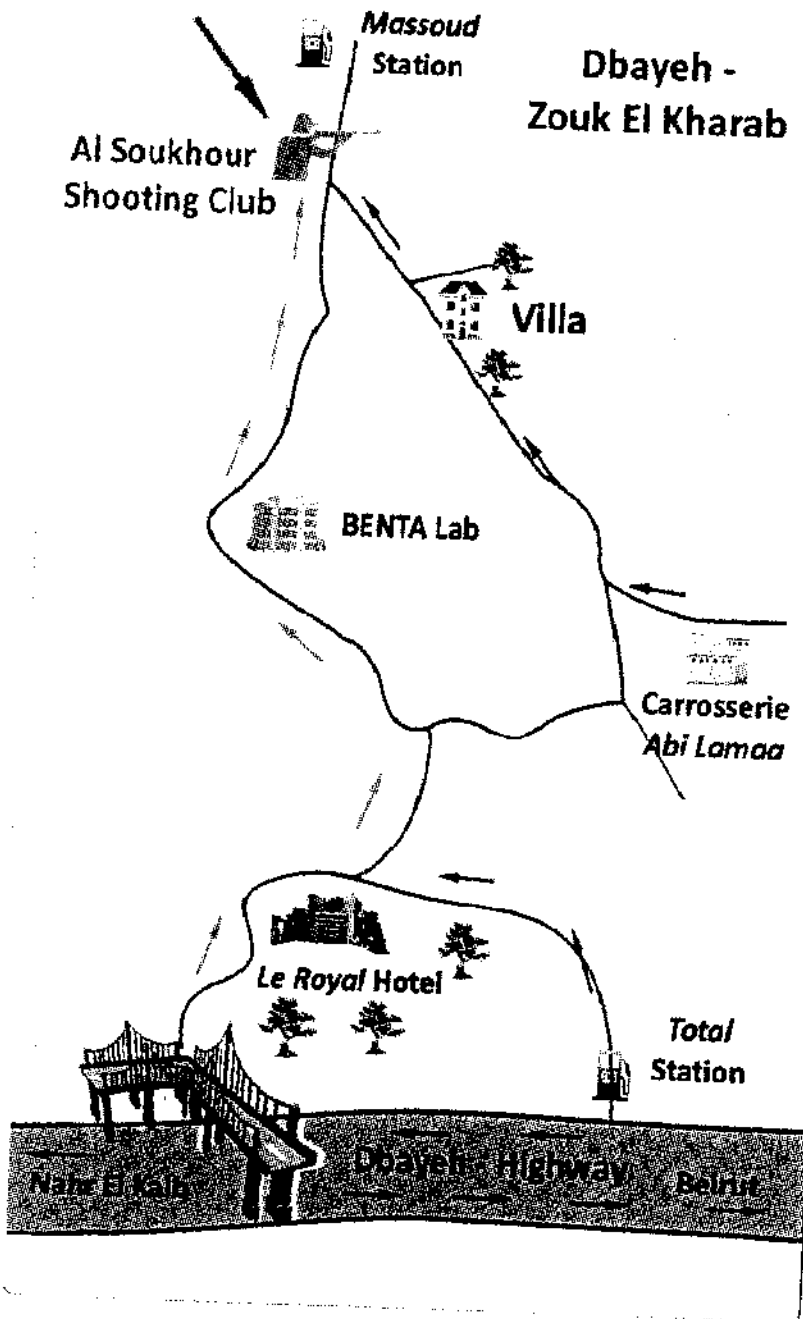 Massoud
Station
Dbayeh -
Zouk El Kharab
Al Soukhour
Shooting Club
Villa
BENTA Lab
Carrosserie
Abi Lamaa
Le Royal Hotel
Total
Station
Nahr El Kalb
Dbayeh - Highway
Beirut